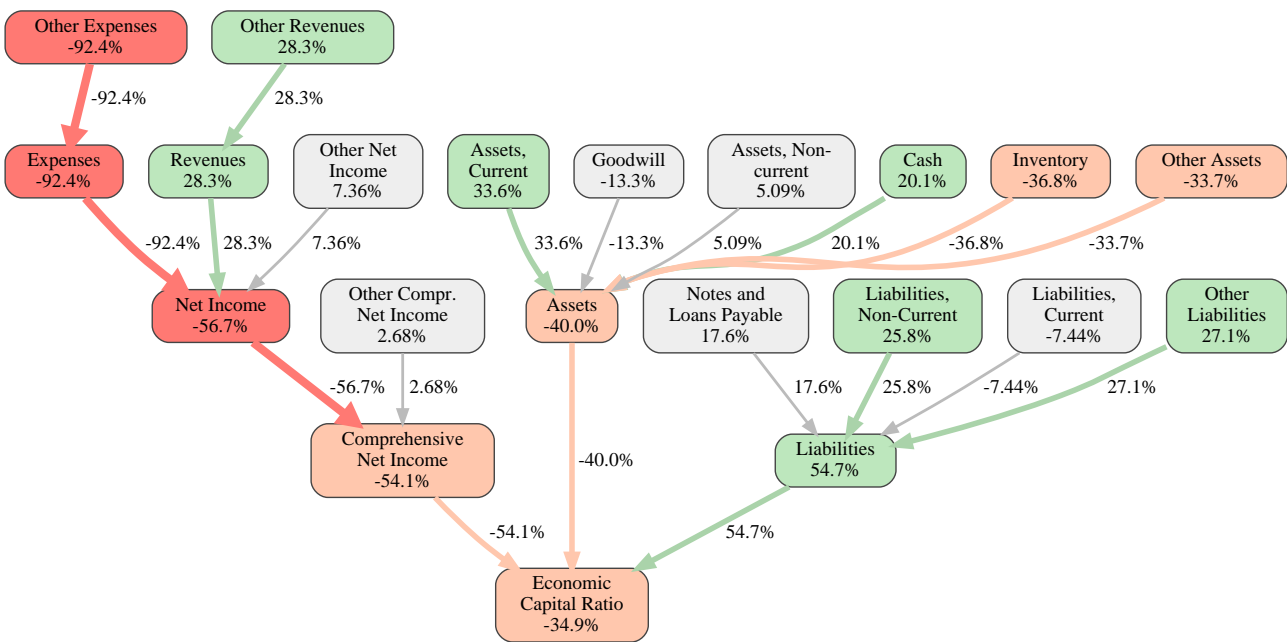 Other Expenses
-92.4%
Other Revenues
28.3%
-92.4%
28.3%
Expenses
-92.4%
Revenues
28.3%
Other Net
Income
7.36%
Assets,
Current
33.6%
Goodwill
-13.3%
Assets, Non-
current
5.09%
Cash
20.1%
Inventory
-36.8%
Other Assets
-33.7%
-92.4%
28.3%
7.36%
33.6%
-13.3%
5.09%
20.1%
-36.8%
-33.7%
Net Income
-56.7%
Other Compr.
Net Income
2.68%
Assets
-40.0%
Notes and
Loans Payable
17.6%
Liabilities,
Non-Current
25.8%
Liabilities,
Current
-7.44%
Other
Liabilities
27.1%
-56.7%
2.68%
-40.0%
17.6%
25.8%
-7.44%
27.1%
Comprehensive
Net Income
-54.1%
Liabilities
54.7%
-54.1%
54.7%
Economic
Capital Ratio
-34.9%